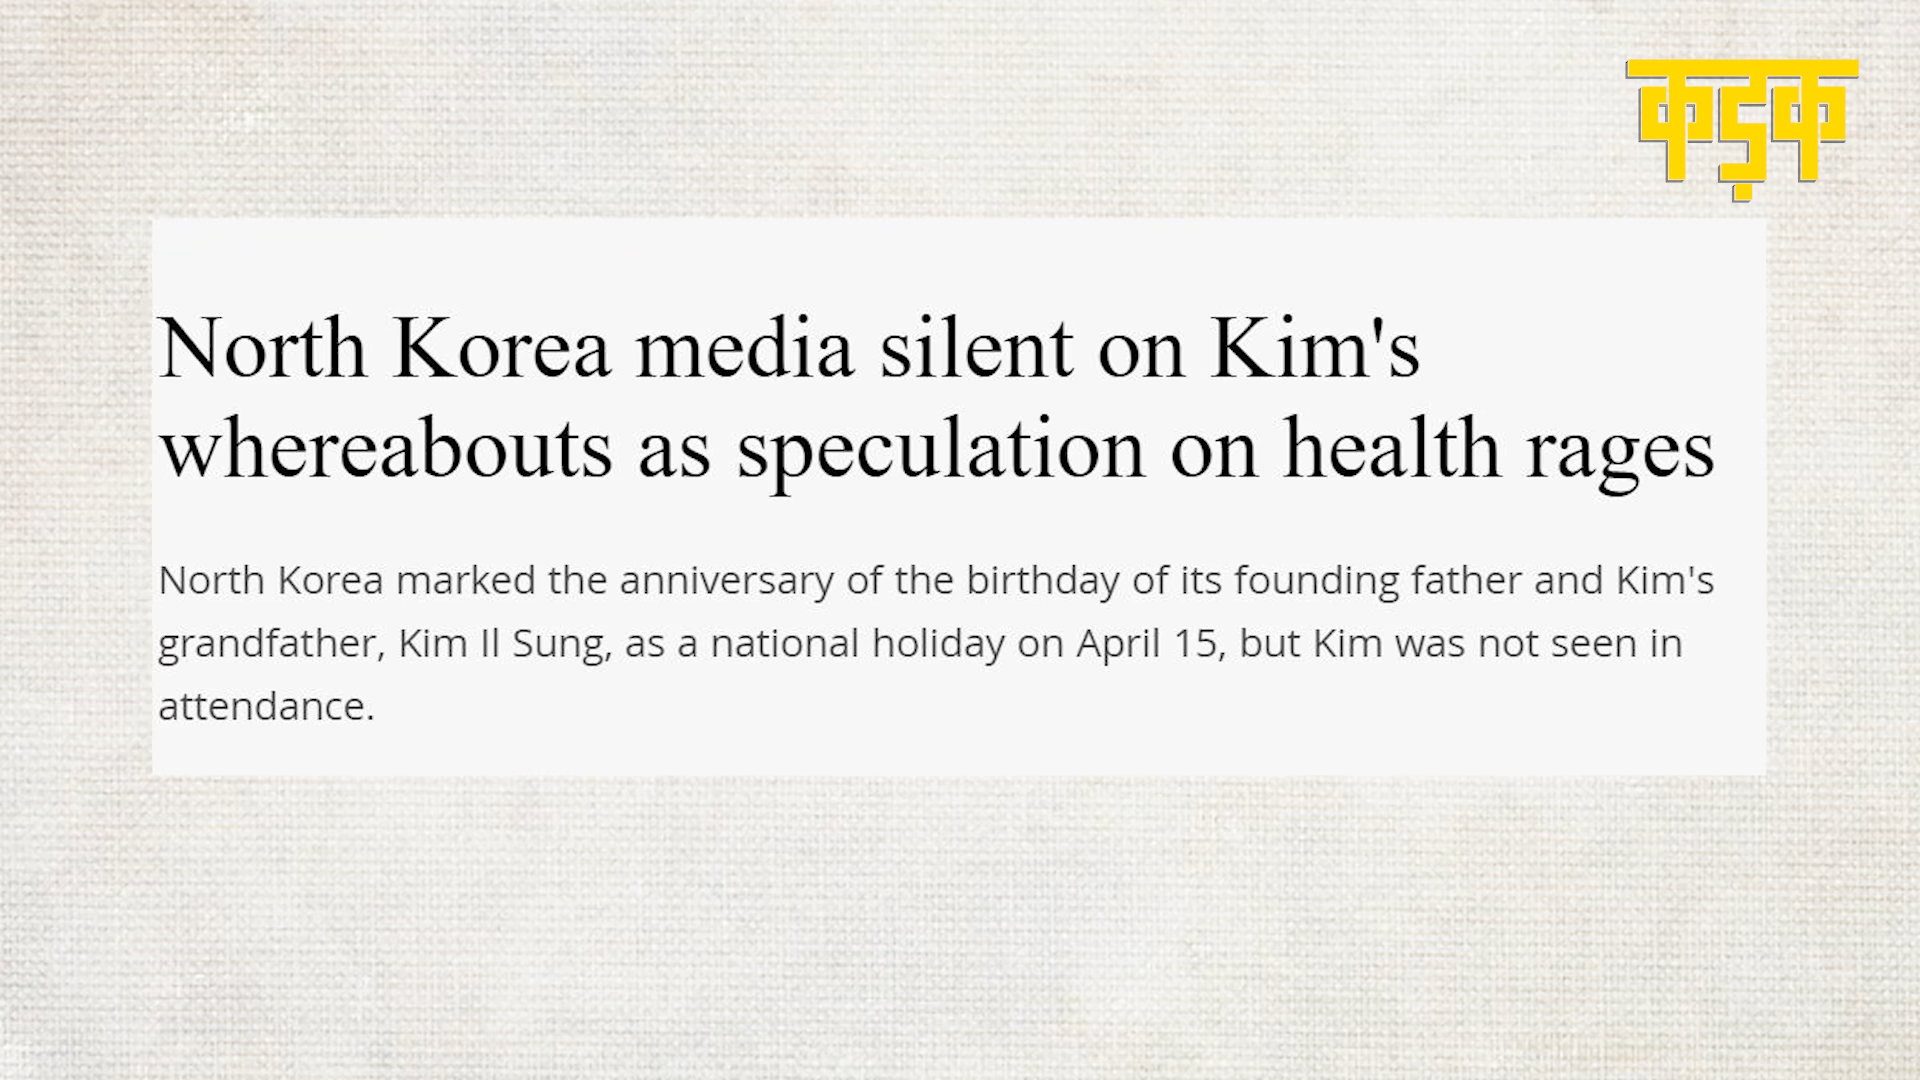 कड़क
North Korea media silent on Kim's
whereabouts as speculation on health rages
North Korea marked the anniversary of the birthday of its founding father and Kim's
grandfather, Kim Il Sung, as a national holiday on April 15, but Kim was not seen in
attendance.